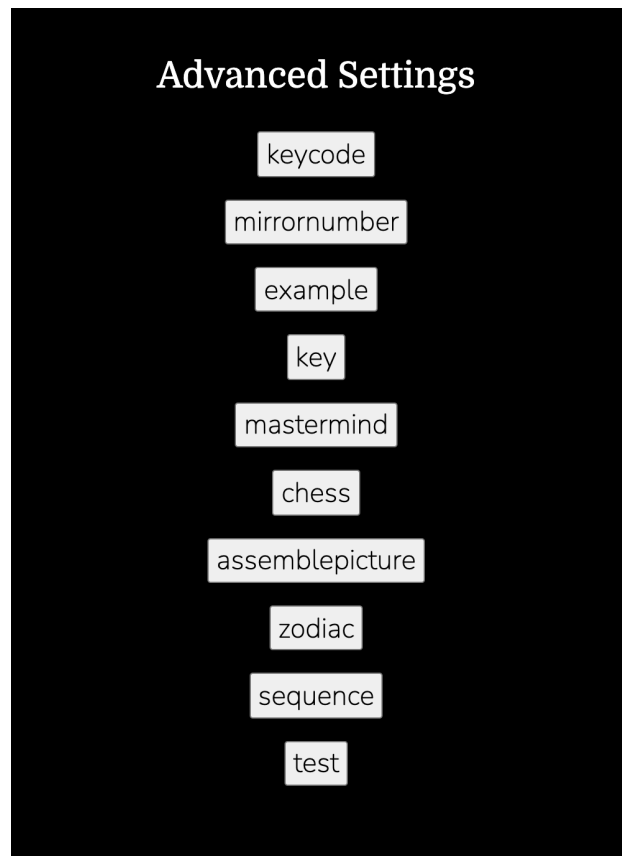 Advanced Settings
keycode
mirrornumber
example
key
mastermind
chess
assemblepicture
zodiac
sequence
test